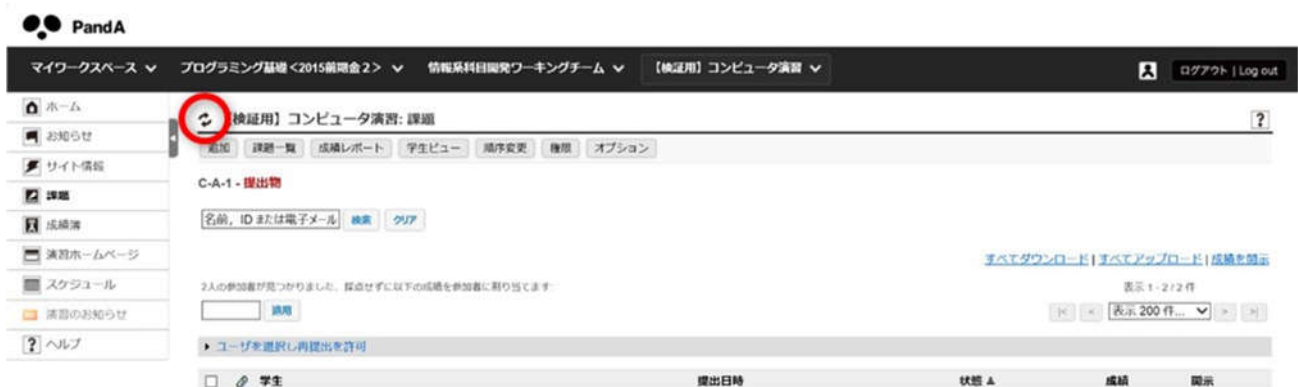 PandA
マイワークスペース プログラミング基礎<2015前期金2> 情報系科目開発ワーキングチーム 【検証用】コンピュータ演習 ログアウト | Log out
ホーム
お知らせ
サイト情報
課題
成績簿
演習ホームページ
スケジュール
演習のお知らせ
ヘルプ
【検証用】コンピュータ演習: 課題 ?
追加 課題一覧 成績レポート 学生ビュー 順序変更 権限 オプション
C-A-1 - 提出物
名前, ID または電子メール 検索 クリア
すべてダウンロード | すべてアップロード | 成績を開示
2人の参加者が見つかりました. 採点せずに以下の成績を参加者に割り当てます:
表示 1 - 2 / 2 件
適用 |< < 表示 200 件... > >|
ユーザを選択し再提出を許可
学生 提出日時 状態 成績 開示